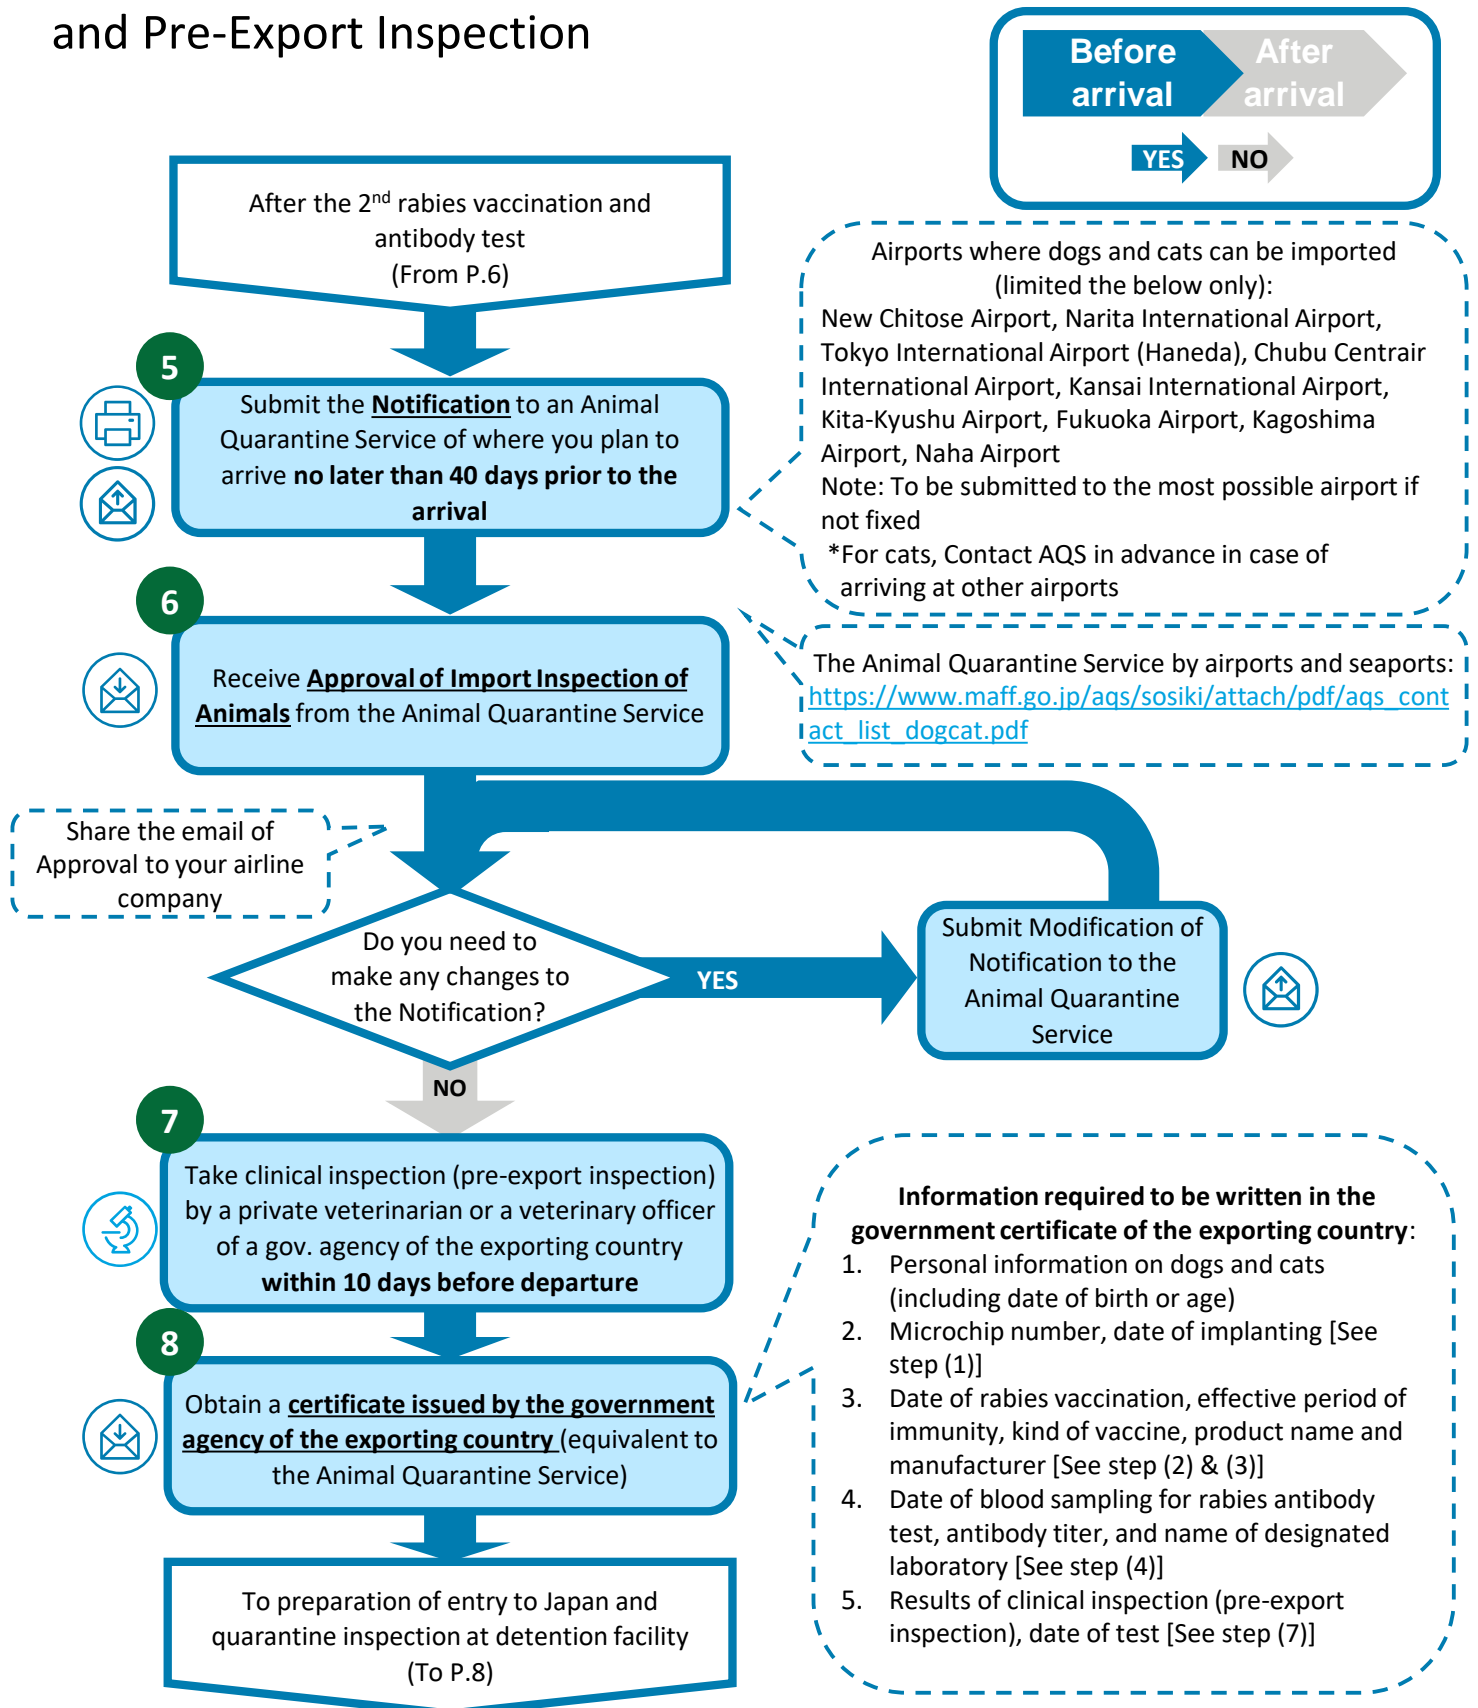 and Pre-Export Inspection
Before
arrival
After
arrival
YES
NO
After the 2nd rabies vaccination and
antibody test
(From P.6)
Airports where dogs and cats can be imported
(limited the below only):
New Chitose Airport, Narita International Airport,
Tokyo International Airport (Haneda), Chubu Centrair
International Airport, Kansai International Airport,
Kita-Kyushu Airport, Fukuoka Airport, Kagoshima
Airport, Naha Airport
Note: To be submitted to the most possible airport if
not fixed
*For cats, Contact AQS in advance in case of
arriving at other airports
5
Submit the Notification to an Animal
Quarantine Service of where you plan to
arrive no later than 40 days prior to the
arrival
6
Receive Approval of Import Inspection of
Animals from the Animal Quarantine Service
The Animal Quarantine Service by airports and seaports:
https://www.maff.go.jp/aqs/sosiki/attach/pdf/aqs_cont
act_list_dogcat.pdf
Share the email of
Approval to your airline
company
Do you need to
make any changes to
the Notification?
YES
Submit Modification of
Notification to the
Animal Quarantine
Service
NO
7
Take clinical inspection (pre-export inspection)
by a private veterinarian or a veterinary officer
of a gov. agency of the exporting country
within 10 days before departure
8
Obtain a certificate issued by the government
agency of the exporting country (equivalent to
the Animal Quarantine Service)
Information required to be written in the
government certificate of the exporting country:
1. Personal information on dogs and cats
(including date of birth or age)
2. Microchip number, date of implanting [See
step (1)]
3. Date of rabies vaccination, effective period of
immunity, kind of vaccine, product name and
manufacturer [See step (2) & (3)]
4. Date of blood sampling for rabies antibody
test, antibody titer, and name of designated
laboratory [See step (4)]
5. Results of clinical inspection (pre-export
inspection), date of test [See step (7)]
To preparation of entry to Japan and
quarantine inspection at detention facility
(To P.8)